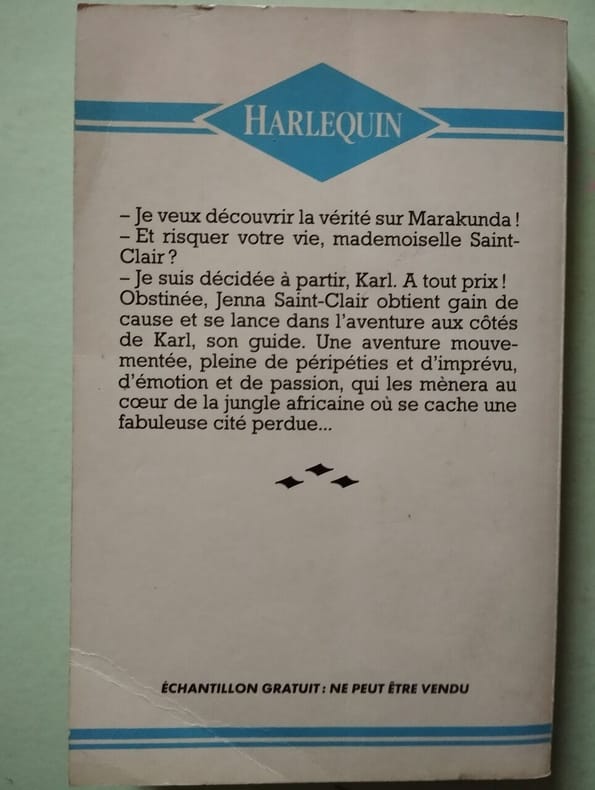 HARLEQUIN
– Je veux découvrir la vérité sur Marakunda !
– Et risquer votre vie, mademoiselle Saint-
Clair ?
– Je suis décidée à partir, Karl. A tout prix !
Obstinée, Jenna Saint-Clair obtient gain de
cause et se lance dans l'aventure aux côtés
de Karl, son guide. Une aventure mouve-
mentée, pleine de péripéties et d'imprévu,
d'émotion et de passion, qui les mènera au
cœur de la jungle africaine où se cache une
fabuleuse cité perdue...
ÉCHANTILLON GRATUIT : NE PEUT ÊTRE VENDU